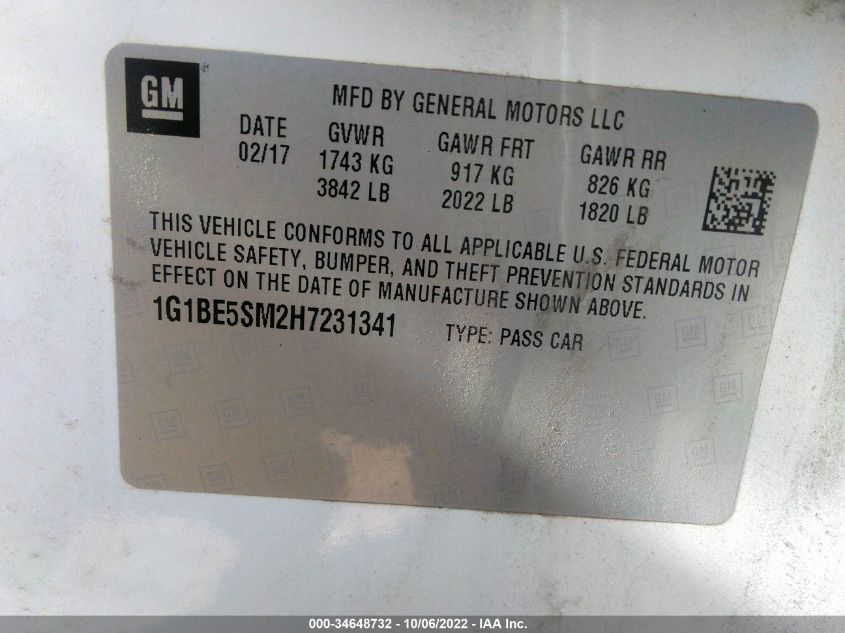 GM
MFD BY GENERAL MOTORS LLC
DATE GVWR GAWR FRT GAWR RR
02/17 1743 KG 917 KG 826 KG
3842 LB 2022 LB 1820 LB
THIS VEHICLE CONFORMS TO ALL APPLICABLE U.S. FEDERAL MOTOR
VEHICLE SAFETY, BUMPER, AND THEFT PREVENTION STANDARDS IN
EFFECT ON THE DATE OF MANUFACTURE SHOWN ABOVE.
1G1BE5SM2H7231341 TYPE: PASS CAR
000-34648732 - 10/06/2022 - IAA Inc.